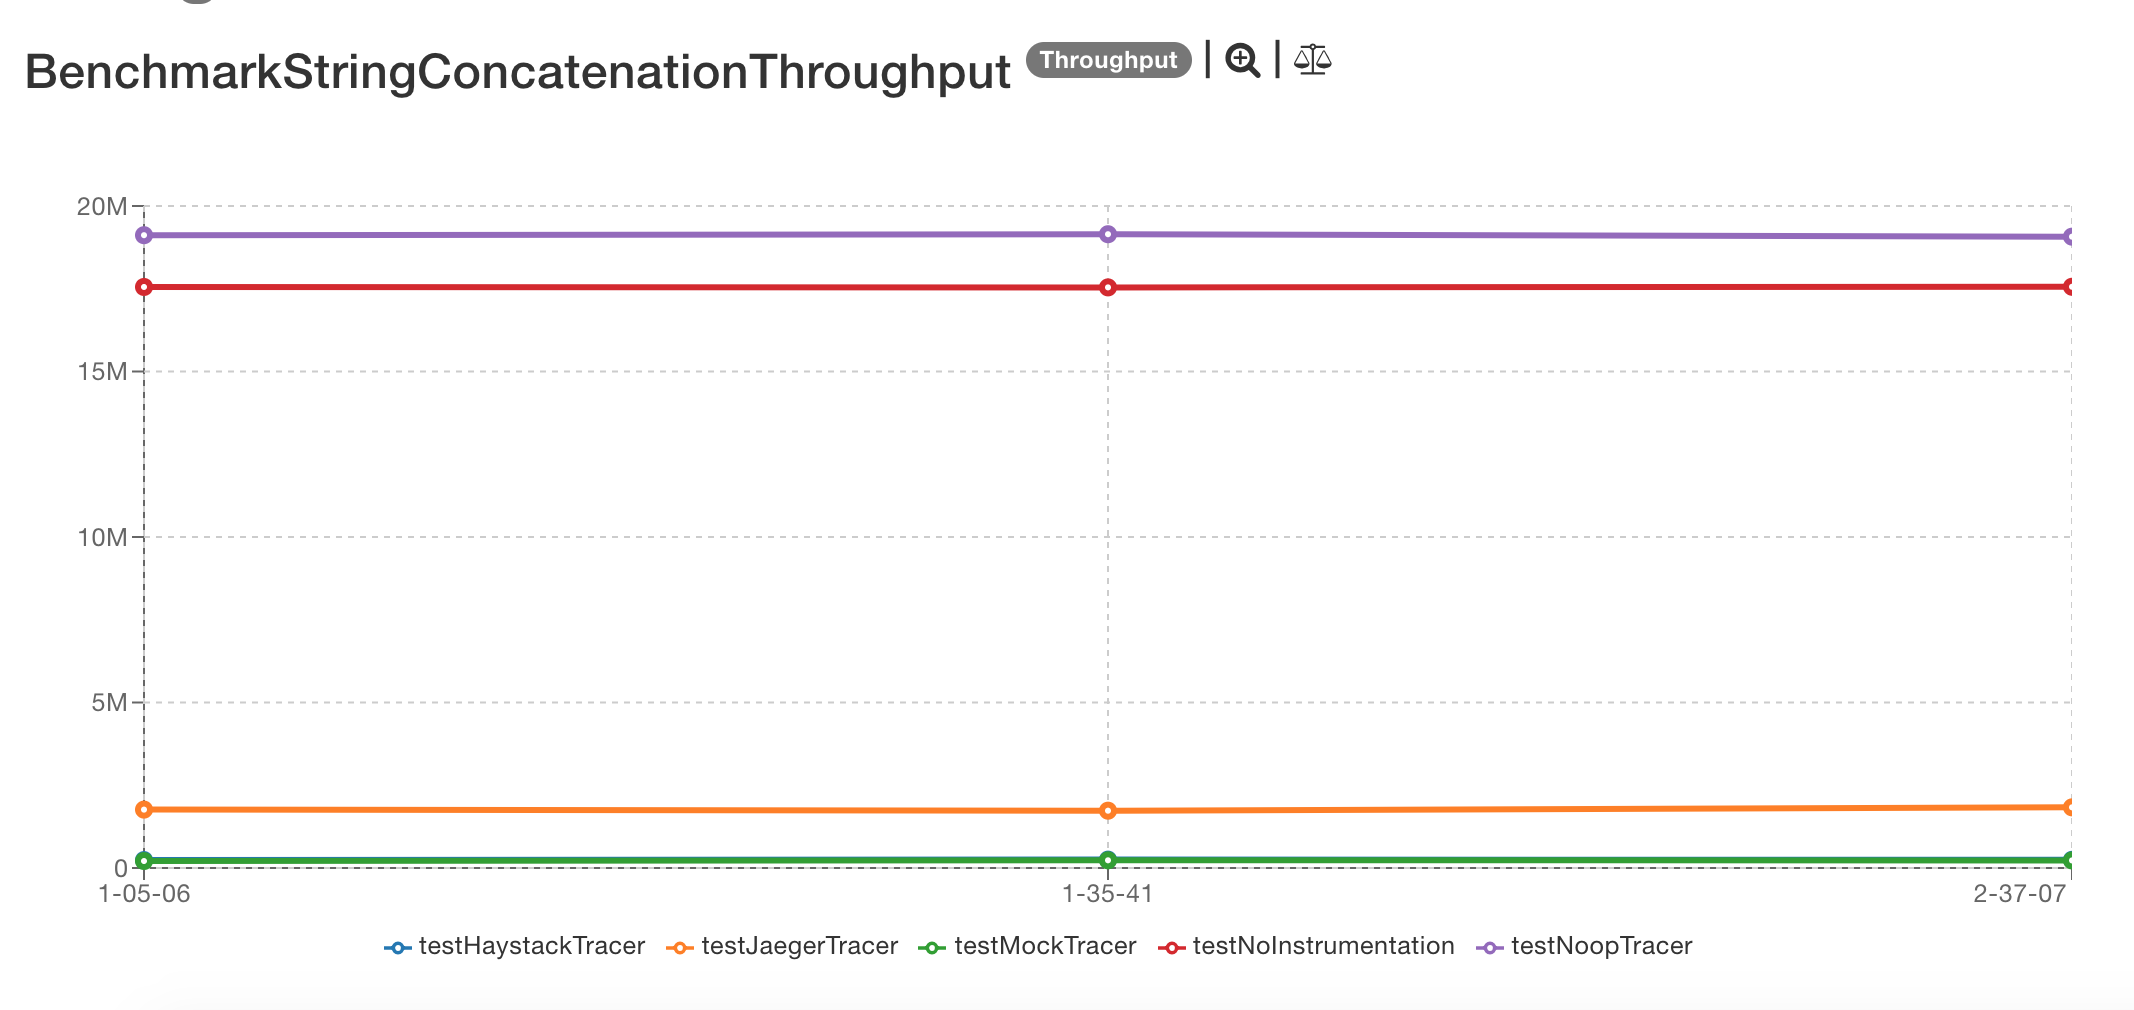 BenchmarkStringConcatenationThroughput Throughput
20M
15M
10M
5M
0
1-05-06 1-35-41 2-37-07
testHaystackTracer testJaegerTracer testMockTracer testNoInstrumentation testNoopTracer